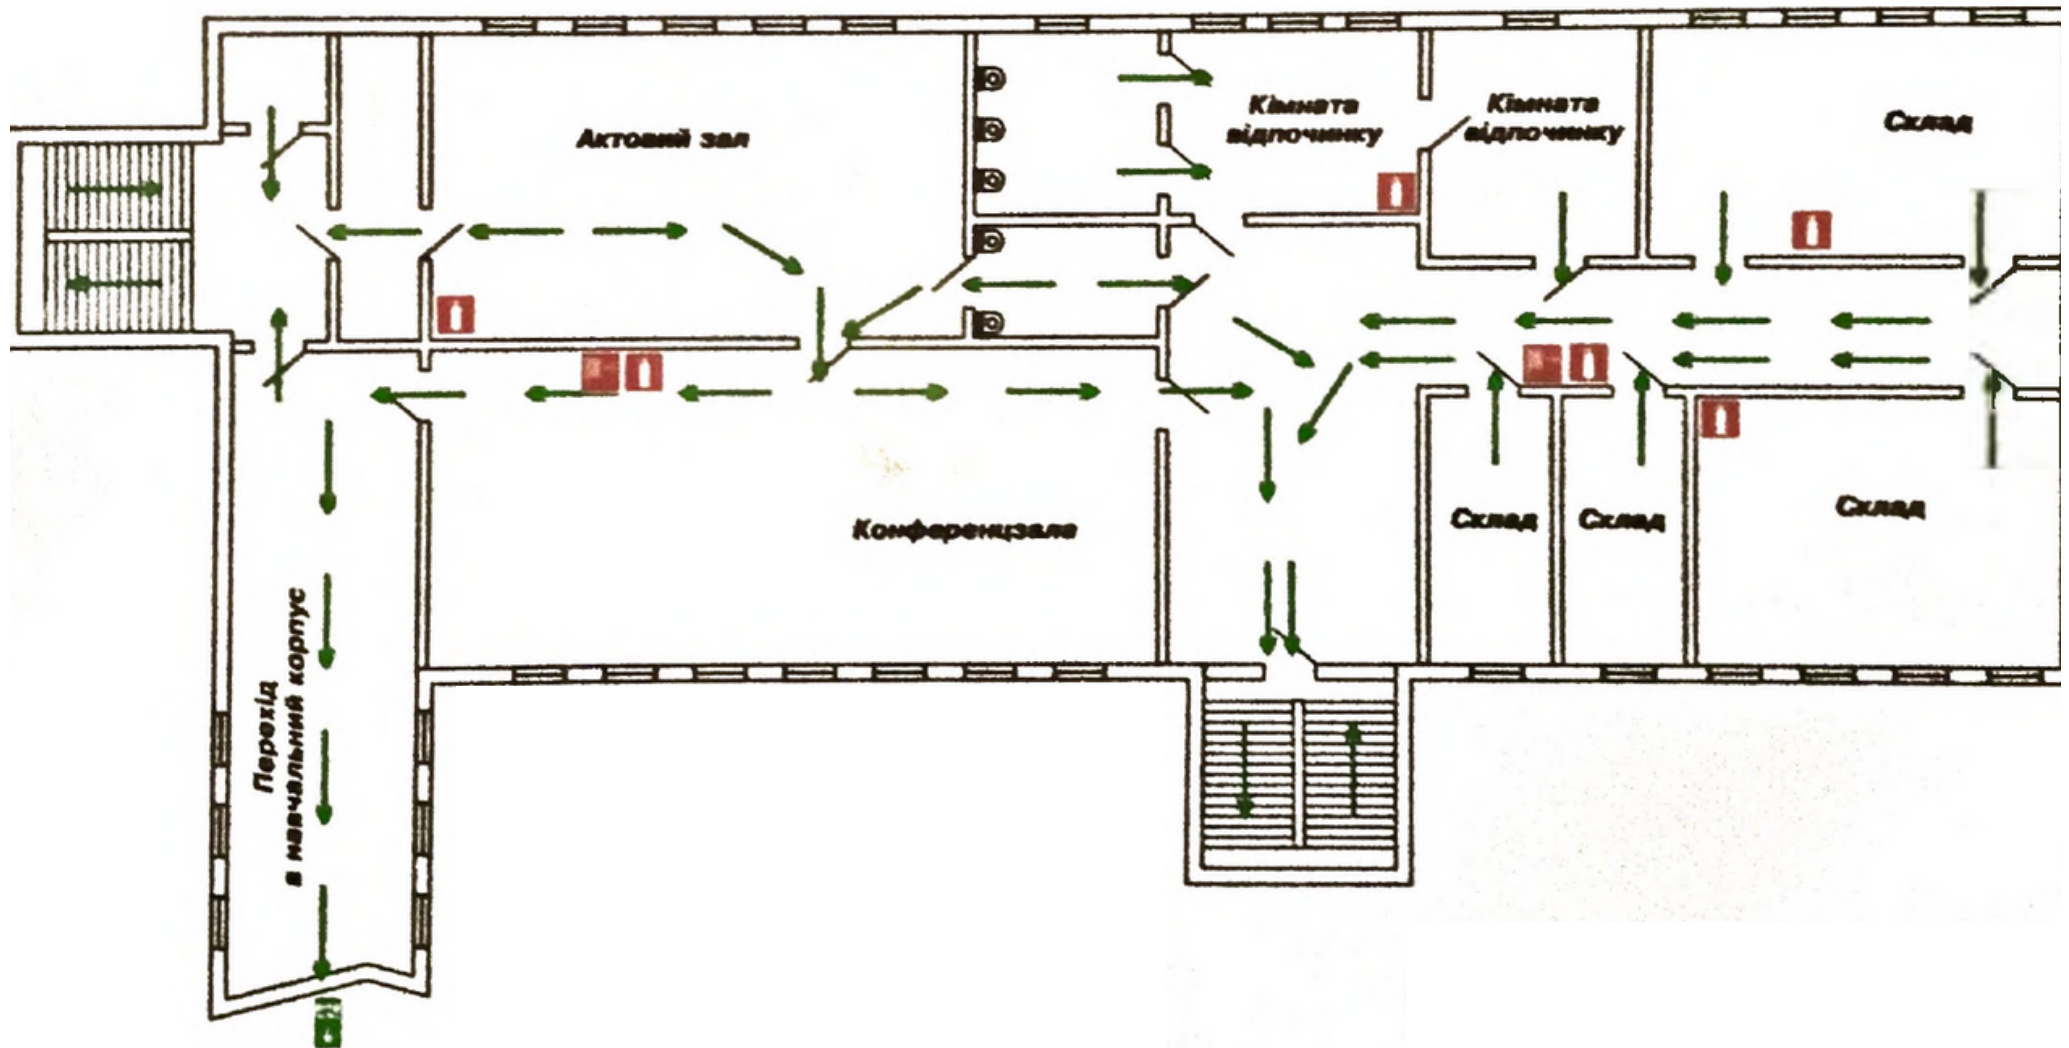 Актовий зал
Кімната
відпочинку
Кімната
відпочинку
Склад
Конференцзала
Склад
Склад
Склад
Перехід
в навчальний корпус